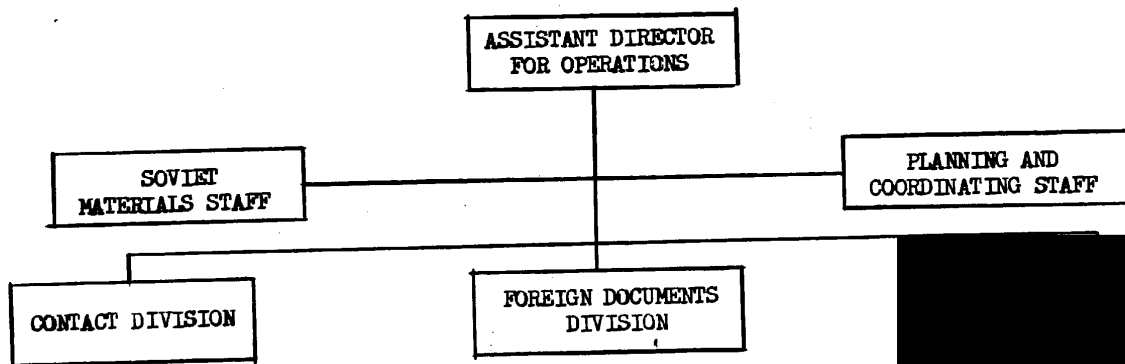 ASSISTANT DIRECTOR
FOR OPERATIONS
SOVIET
MATERIALS STAFF
PLANNING AND
COORDINATING STAFF
CONTACT DIVISION
FOREIGN DOCUMENTS
DIVISION